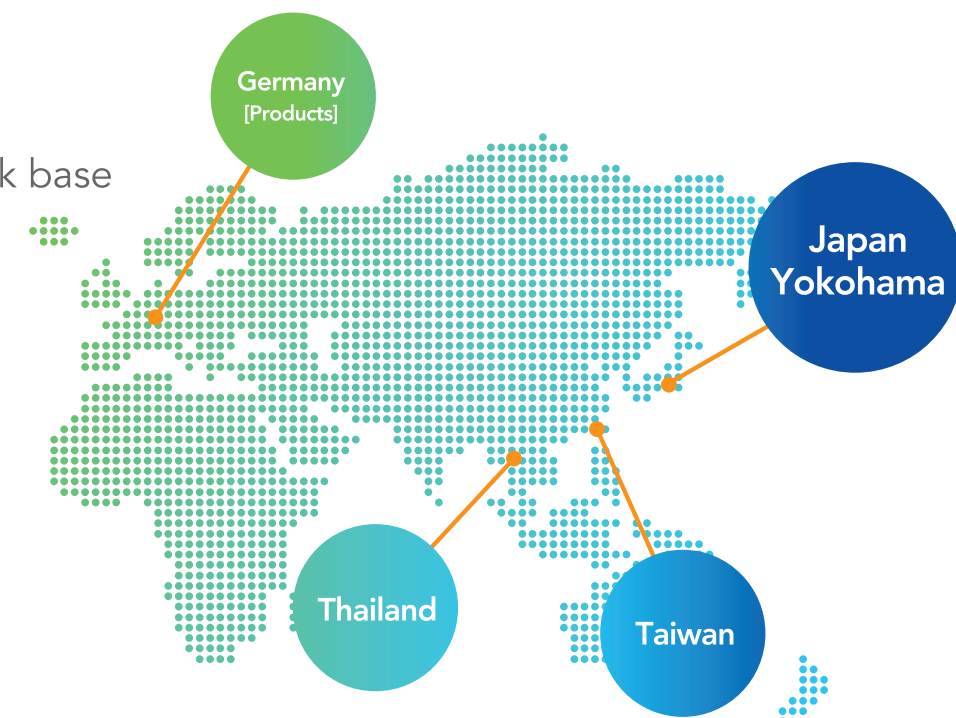 Germany
[Products]
k base
Japan
Yokohama
Thailand
Taiwan